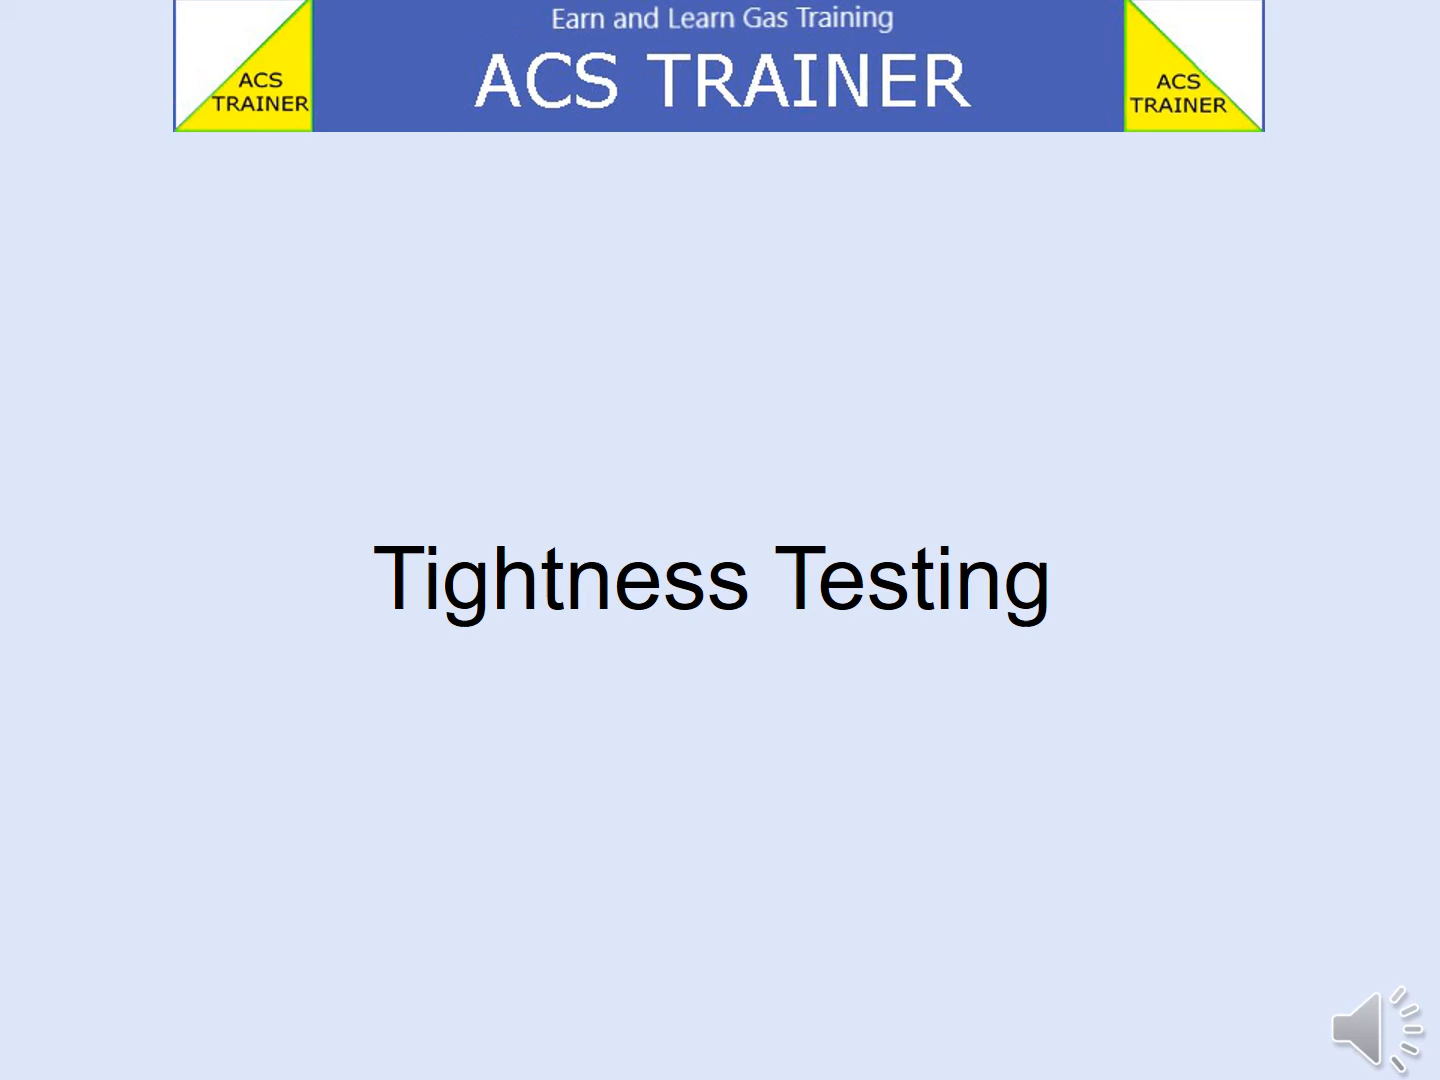 Earn and Learn Gas Training
ACS TRAINER
ACS
TRAINER
ACS
TRAINER
Tightness Testing